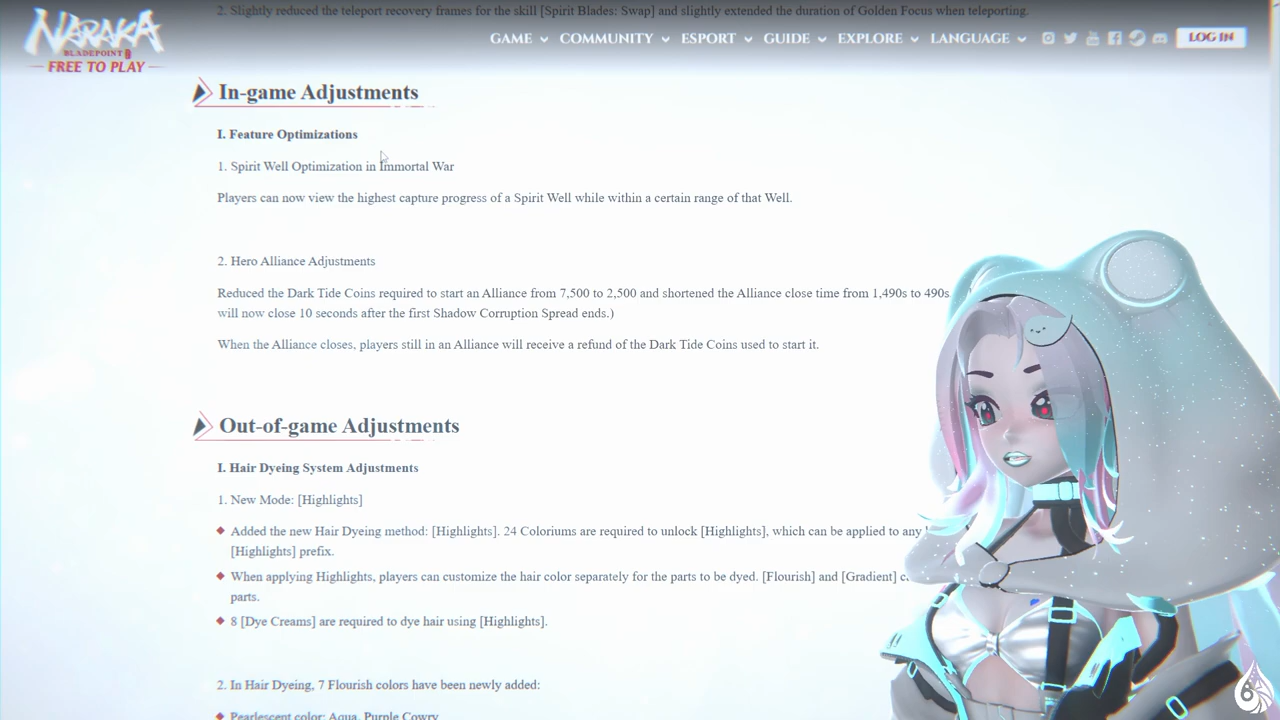 2. Slightly reduced the teleport recovery frames for the skill [Spirit Blades: Swap] and slightly extended the duration of Golden Focus when teleporting.
NARAKA
BLADEPOINT
FREE TO PLAY
GAME COMMUNITY ESPORT GUIDE EXPLORE LANGUAGE LOG IN
In-game Adjustments
I. Feature Optimizations
1. Spirit Well Optimization in Immortal War
Players can now view the highest capture progress of a Spirit Well while within a certain range of that Well.
2. Hero Alliance Adjustments
Reduced the Dark Tide Coins required to start an Alliance from 7,500 to 2,500 and shortened the Alliance close time from 1,490s to 490s.
will now close 10 seconds after the first Shadow Corruption Spread ends.)
When the Alliance closes, players still in an Alliance will receive a refund of the Dark Tide Coins used to start it.
Out-of-game Adjustments
I. Hair Dyeing System Adjustments
1. New Mode: [Highlights]
Added the new Hair Dyeing method: [Highlights]. 24 Coloriums are required to unlock [Highlights], which can be applied to any
[Highlights] prefix.
When applying Highlights, players can customize the hair color separately for the parts to be dyed. [Flourish] and [Gradient]
parts.
8 [Dye Creams] are required to dye hair using [Highlights].
2. In Hair Dyeing, 7 Flourish colors have been newly added:
Pearlescent color: Aqua, Purple Cowry
6